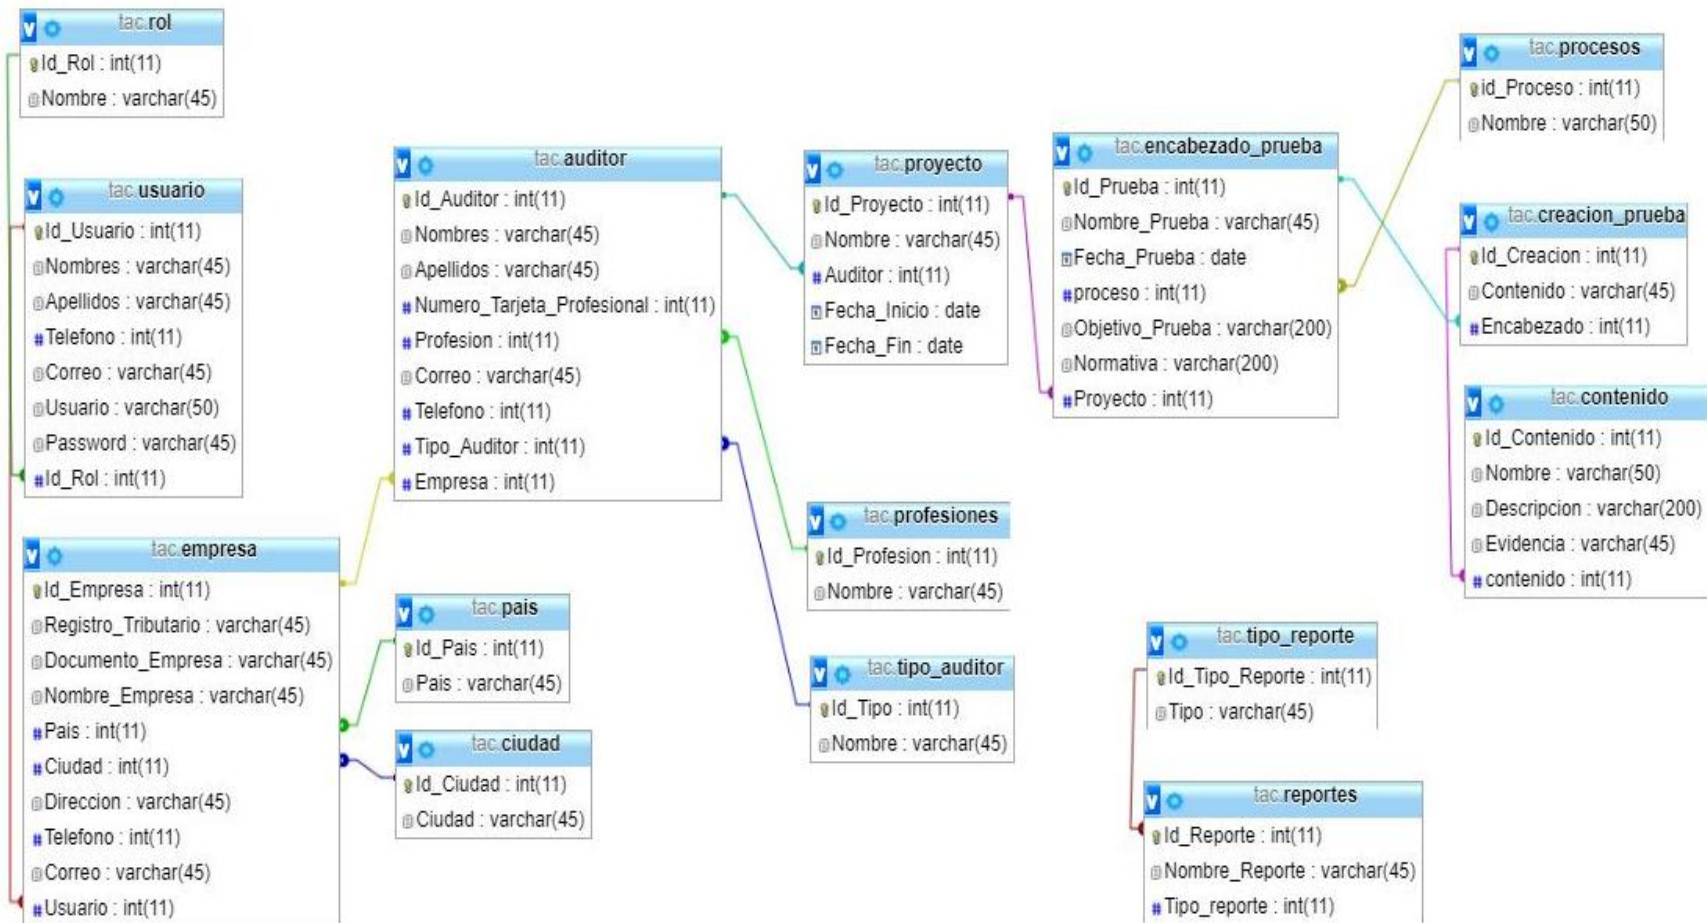 tac.rol
Id_Rol : int(11)
Nombre : varchar(45)
tac.usuario
Id_Usuario : int(11)
Nombres : varchar(45)
Apellidos : varchar(45)
Telefono : int(11)
Correo : varchar(45)
Usuario : varchar(50)
Password : varchar(45)
Id_Rol : int(11)
tac.empresa
Id_Empresa : int(11)
Registro_Tributario : varchar(45)
Documento_Empresa : varchar(45)
Nombre_Empresa : varchar(45)
Pais : int(11)
Ciudad : int(11)
Direccion : varchar(45)
Telefono : int(11)
Correo : varchar(45)
Usuario : int(11)
tac.auditor
Id_Auditor : int(11)
Nombres : varchar(45)
Apellidos : varchar(45)
Numero_Tarjeta_Profesional : int(11)
Profesion : int(11)
Correo : varchar(45)
Telefono : int(11)
Tipo_Auditor : int(11)
Empresa : int(11)
tac.pais
Id_Pais : int(11)
Pais : varchar(45)
tac.ciudad
Id_Ciudad : int(11)
Ciudad : varchar(45)
tac.proyecto
Id_Proyecto : int(11)
Nombre : varchar(45)
Auditor : int(11)
Fecha_Inicio : date
Fecha_Fin : date
tac.profesiones
Id_Profesion : int(11)
Nombre : varchar(45)
tac.tipo_auditor
Id_Tipo : int(11)
Nombre : varchar(45)
tac.encabezado_prueba
Id_Prueba : int(11)
Nombre_Prueba : varchar(45)
Fecha_Prueba : date
proceso : int(11)
Objetivo_Prueba : varchar(200)
Normativa : varchar(200)
Proyecto : int(11)
tac.procesos
id_Proceso : int(11)
Nombre : varchar(50)
tac.creacion_prueba
Id_Creacion : int(11)
Contenido : varchar(45)
Encabezado : int(11)
tac.contenido
Id_Contenido : int(11)
Nombre : varchar(50)
Descripcion : varchar(200)
Evidencia : varchar(45)
contenido : int(11)
tac.tipo_reporte
Id_Tipo_Reporte : int(11)
Tipo : varchar(45)
tac.reportes
Id_Reporte : int(11)
Nombre_Reporte : varchar(45)
Tipo_reporte : int(11)